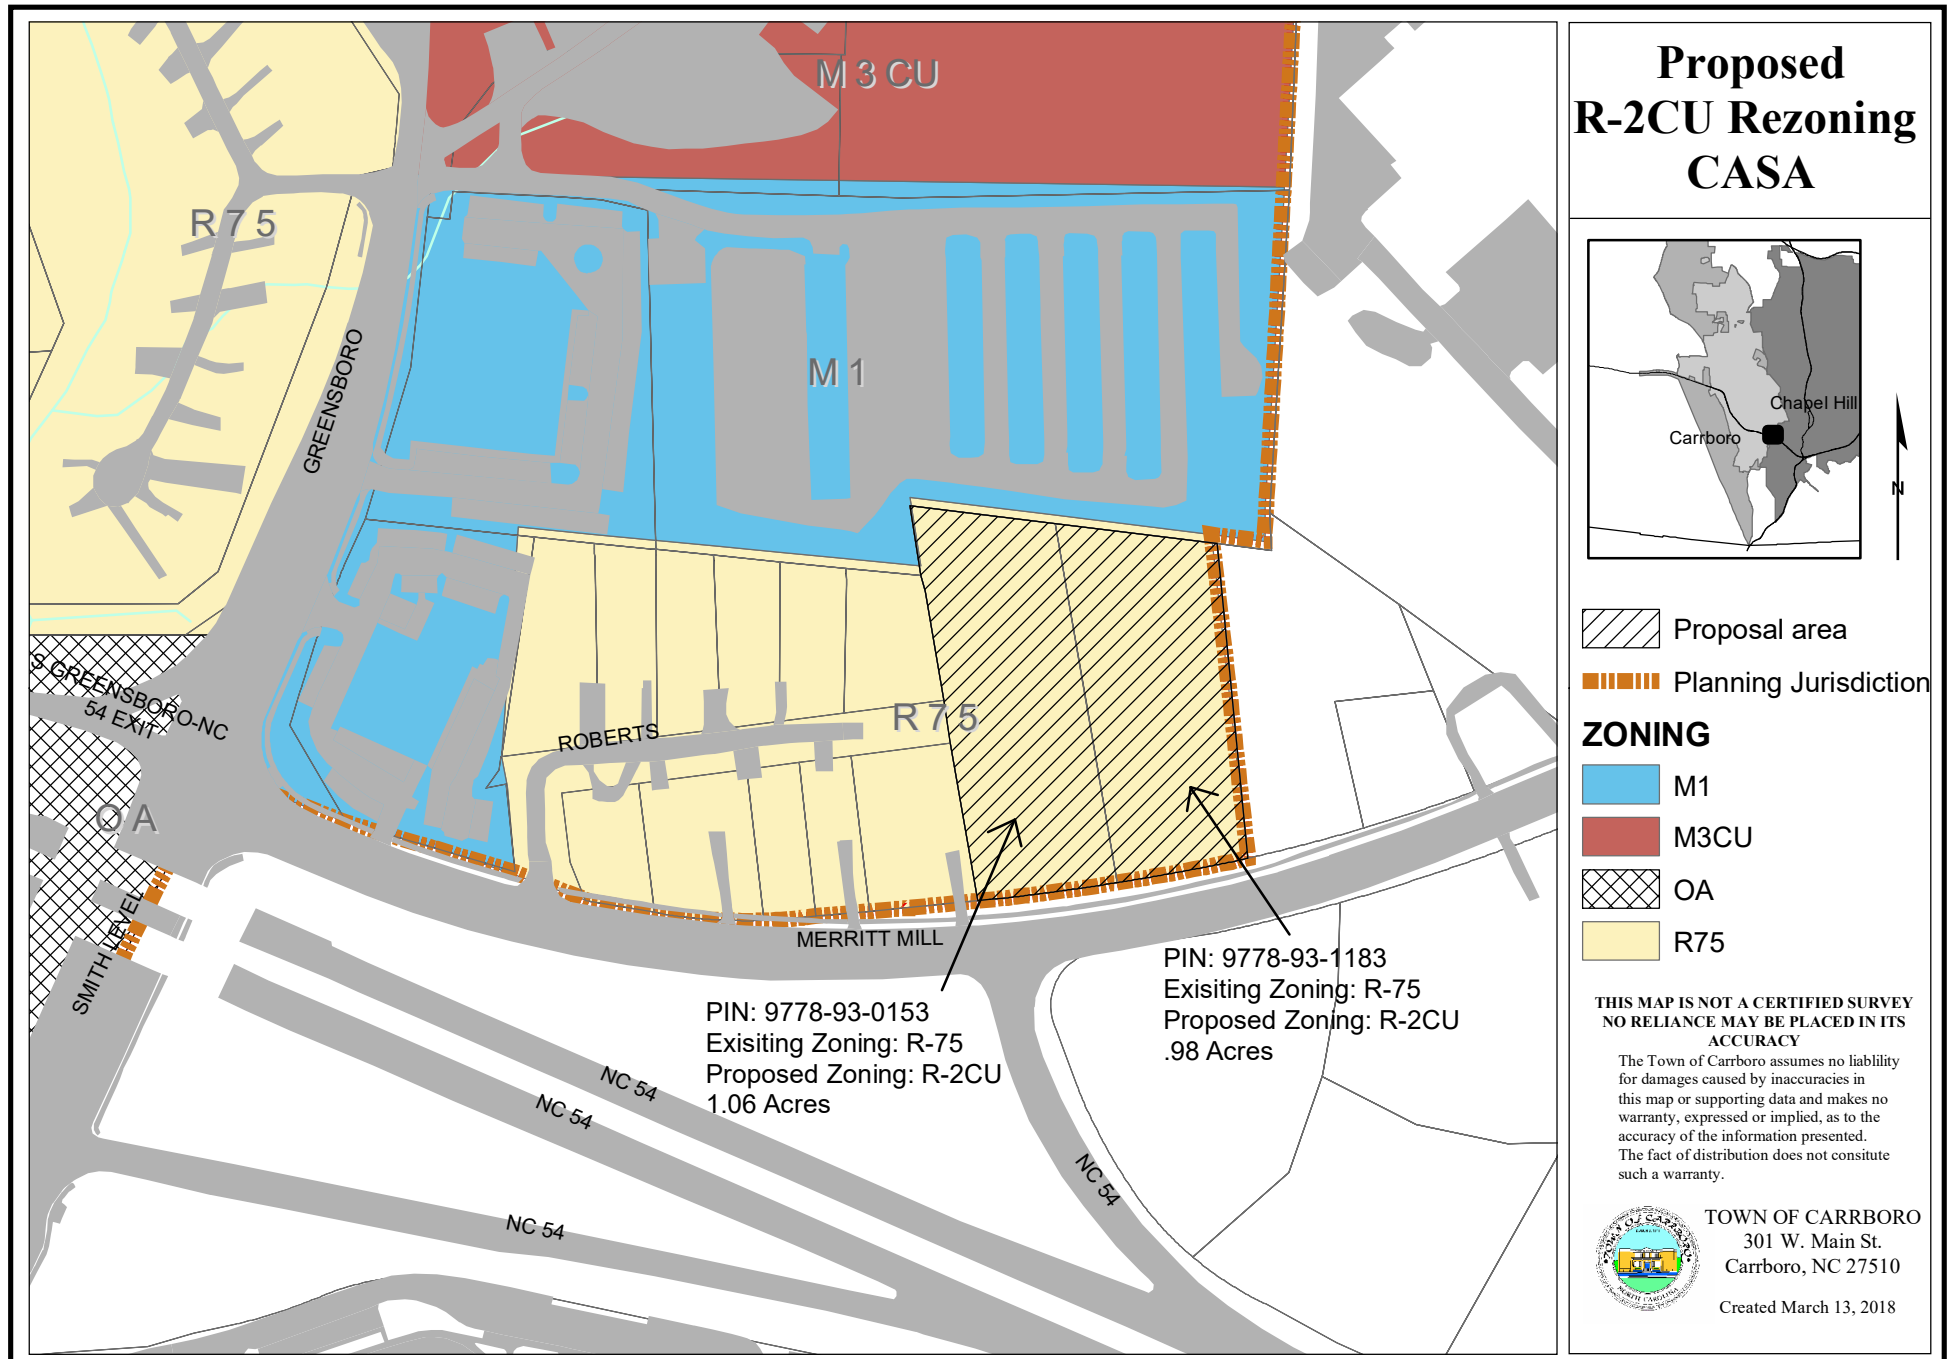 Proposed
R-2CU Rezoning
CASA
M 3 CU
R 7 5
GREENSBORO
M 1
S GREENSBORO-NC
54 EXIT
ROBERTS
R 7 5
O A
SMITH LEVEL
MERRITT MILL
PIN: 9778-93-0153
Exisiting Zoning: R-75
Proposed Zoning: R-2CU
1.06 Acres
PIN: 9778-93-1183
Exisiting Zoning: R-75
Proposed Zoning: R-2CU
.98 Acres
NC 54
NC 54
NC 54
NC 54
Chapel Hill
Carrboro
N
Proposal area
Planning Jurisdiction
ZONING
M1
M3CU
OA
R75
THIS MAP IS NOT A CERTIFIED SURVEY
NO RELIANCE MAY BE PLACED IN ITS
ACCURACY
The Town of Carrboro assumes no liablility
for damages caused by inaccuracies in
this map or supporting data and makes no
warranty, expressed or implied, as to the
accuracy of the information presented.
The fact of distribution does not consitute
such a warranty.
TOWN OF CARRBORO
NORTH CAROLINA
TOWN OF CARRBORO
301 W. Main St.
Carrboro, NC 27510
Created March 13, 2018